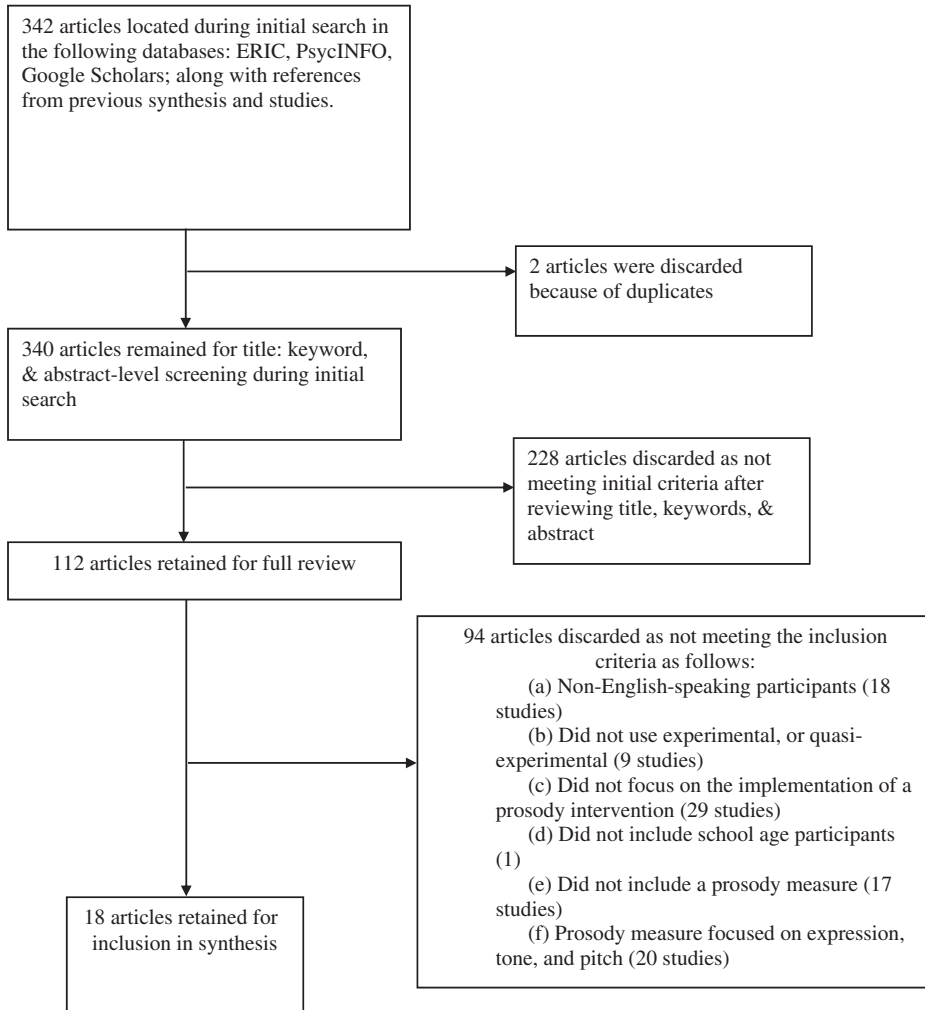 342 articles located during initial search
in the following databases: ERIC, PsycINFO,
Google Scholars; along with references
from previous synthesis and studies.
2 articles were discarded
because of duplicates
340 articles remained for title: keyword,
& abstract-level screening during initial
search
228 articles discarded as not
meeting initial criteria after
reviewing title, keywords, &
abstract
112 articles retained for full review
94 articles discarded as not meeting the inclusion
criteria as follows:
(a) Non-English-speaking participants (18
studies)
(b) Did not use experimental, or quasi-
experimental (9 studies)
(c) Did not focus on the implementation of a
prosody intervention (29 studies)
(d) Did not include school age participants
(1)
(e) Did not include a prosody measure (17
studies)
(f) Prosody measure focused on expression,
tone, and pitch (20 studies)
18 articles retained for
inclusion in synthesis